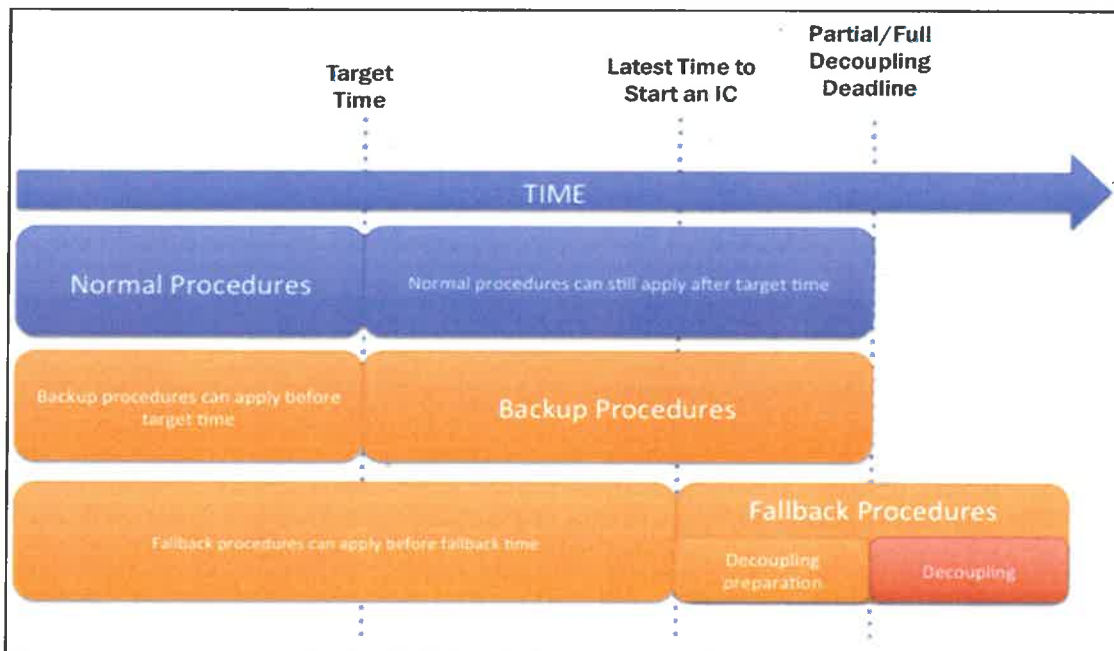 Target
Time
Latest Time to
Start an IC
Partial/Full
Decoupling
Deadline
TIME
Normal Procedures
Normal procedures can still apply after target time
Backup procedures can apply before
target time
Backup Procedures
Fallback procedures can apply before fallback time
Fallback Procedures
Decoupling
preparation
Decoupling